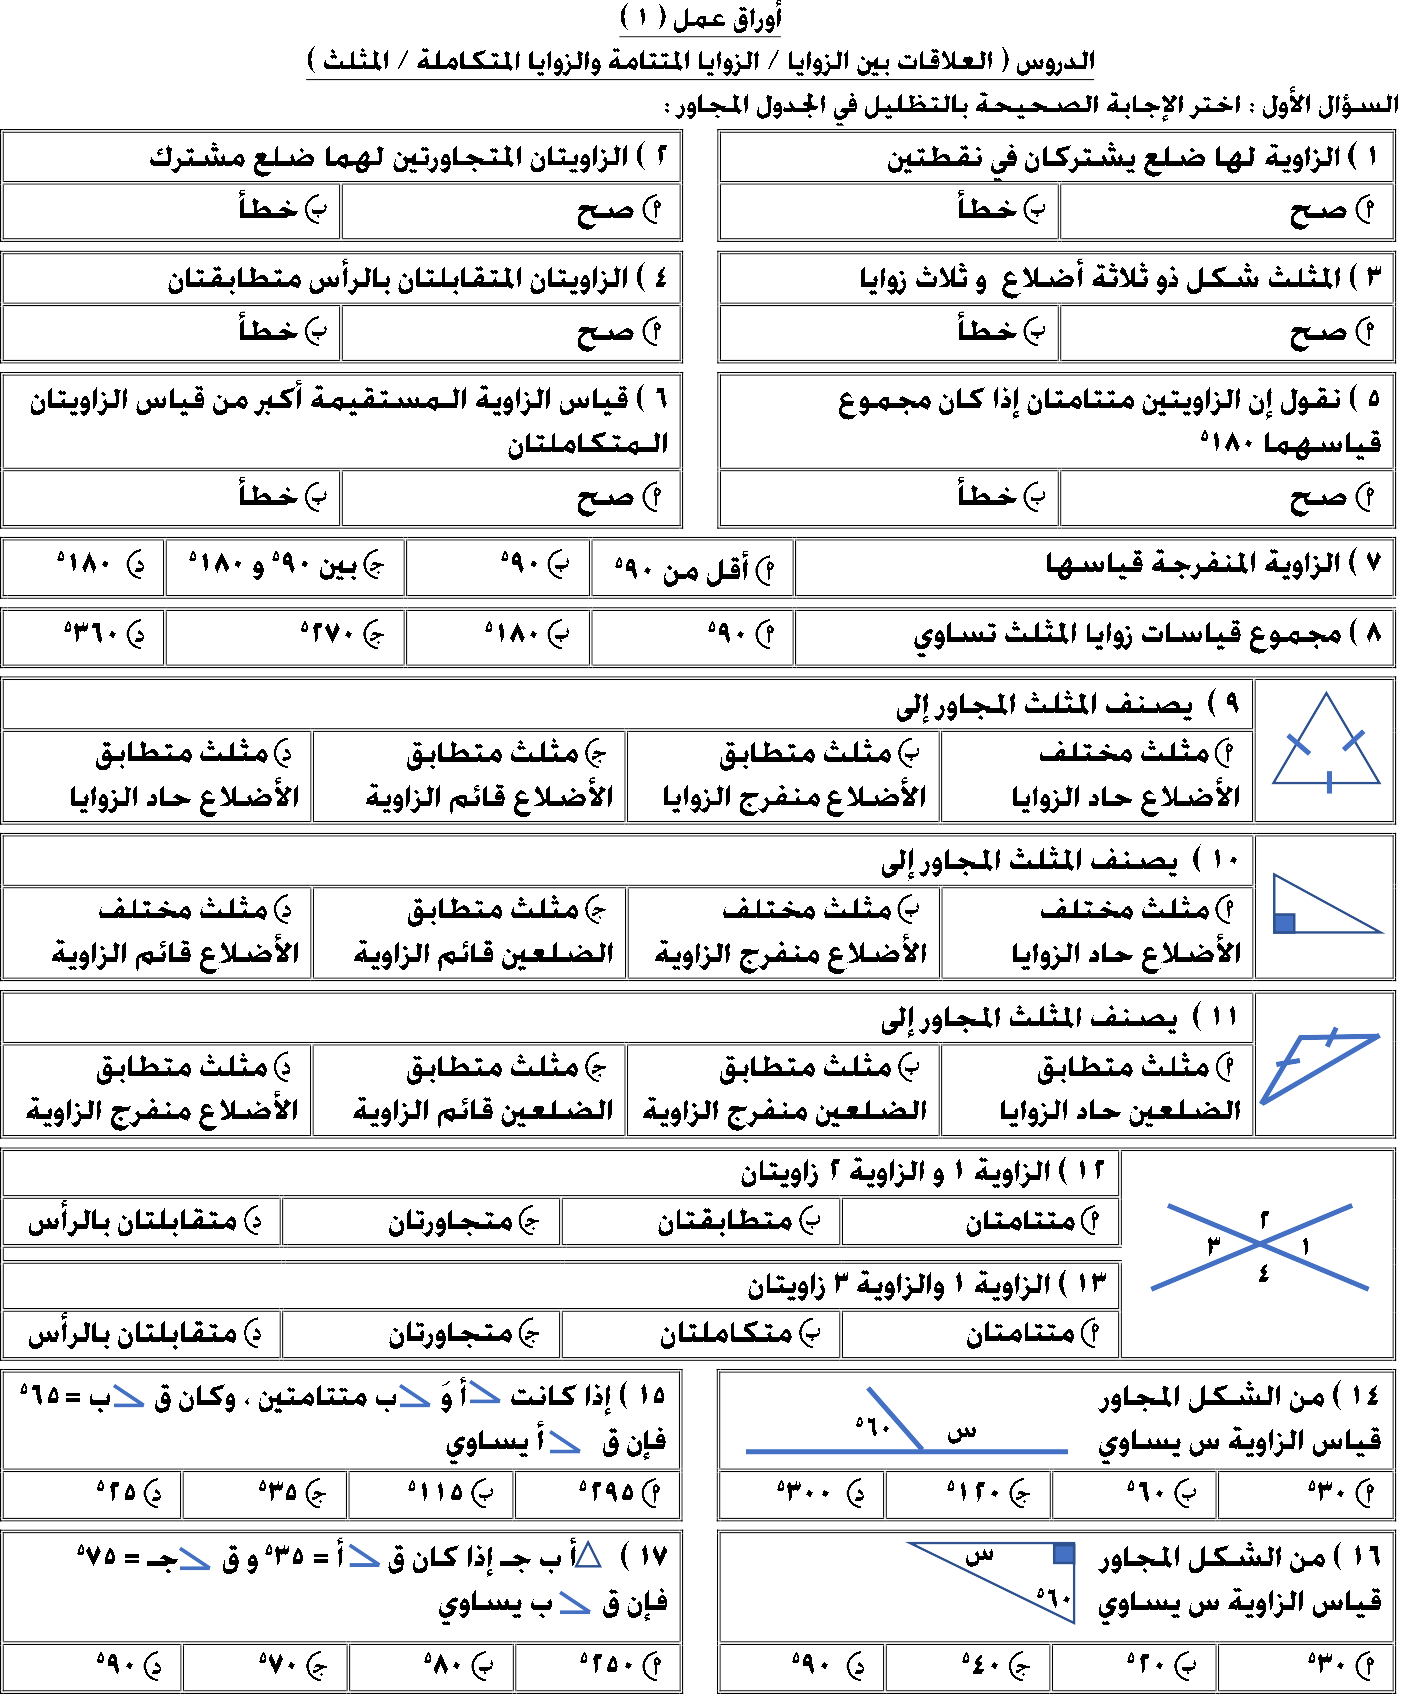 أوراق عمل ( ١ )
الدروس ( العلاقات بين الزوايا / الزوايا المتتامة والزوايا المتكاملة / المثلث )
السؤال الأول : اختر الإجابة الصحيحة بالتظليل في الجدول المجاور :
١ ) الزاوية لها ضلع يشتركان في نقطتين
أ) صح ب) خطأ
٢ ) الزاويتان المتجاورتين لهما ضلع مشترك
أ) صح ب) خطأ
٣ ) المثلث شكل ذو ثلاثة أضلاع و ثلاث زوايا
أ) صح ب) خطأ
٤ ) الزاويتان المتقابلتان بالرأس متطابقتان
أ) صح ب) خطأ
٥ ) نقول إن الزاويتين متتامتان إذا كان مجموع
قياسهما ١٨٠°
أ) صح ب) خطأ
٦ ) قياس الزاوية المستقيمة أكبر من قياس الزاويتان
المتكاملتان
أ) صح ب) خطأ
٧ ) الزاوية المنفرجة قياسها أ) أقل من ٩٠° ب) ٩٠° ج) بين ٩٠° و ١٨٠° د) ١٨٠°
٨ ) مجموع قياسات زوايا المثلث تساوي أ) ٩٠° ب) ١٨٠° ج) ٢٧٠° د) ٣٦٠°
٩ ) يصنف المثلث المجاور إلى
أ) مثلث مختلف الأضلاع حاد الزوايا
ب) مثلث متطابق الأضلاع منفرج الزوايا
ج) مثلث متطابق الأضلاع قائم الزاوية
د) مثلث متطابق الأضلاع حاد الزوايا
١٠ ) يصنف المثلث المجاور إلى
أ) مثلث مختلف الأضلاع حاد الزوايا
ب) مثلث مختلف الأضلاع منفرج الزاوية
ج) مثلث متطابق الضلعين قائم الزاوية
د) مثلث مختلف الأضلاع قائم الزاوية
١١ ) يصنف المثلث المجاور إلى
أ) مثلث متطابق الضلعين حاد الزوايا
ب) مثلث متطابق الضلعين منفرج الزاوية
ج) مثلث متطابق الضلعين قائم الزاوية
د) مثلث متطابق الأضلاع منفرج الزاوية
٢
١ ٣
٤
١٢ ) الزاوية ١ و الزاوية ٢ زاويتان
أ) متتامتان ب) متطابقتان ج) متجاورتان د) متقابلتان بالرأس
١٣ ) الزاوية ١ والزاوية ٣ زاويتان
أ) متتامتان ب) متكاملتان ج) متجاورتان د) متقابلتان بالرأس
١٤ ) من الشكل المجاور
قياس الزاوية س يساوي
س ٦٠°
أ) ٣٠° ب) ٦٠° ج) ١٢٠° د) ٣٠٠°
١٥ ) إذا كانت أ وَ ب متتامتين ، وكان ق ب = ٦٥°
فإن ق أ يساوي
أ) ٢٩٥° ب) ١١٥° ج) ٣٥° د) ٢٥°
١٦ ) من الشكل المجاور
قياس الزاوية س يساوي
س
٦٠°
أ) ٣٠° ب) ٢٠° ج) ٤٠° د) ٩٠°
١٧ ) أ ب جـ إذا كان ق أ = ٣٥° و ق جـ = ٧٥°
فإن ق ب يساوي
أ) ٢٥٠° ب) ٨٠° ج) ٧٠° د) ٩٠°